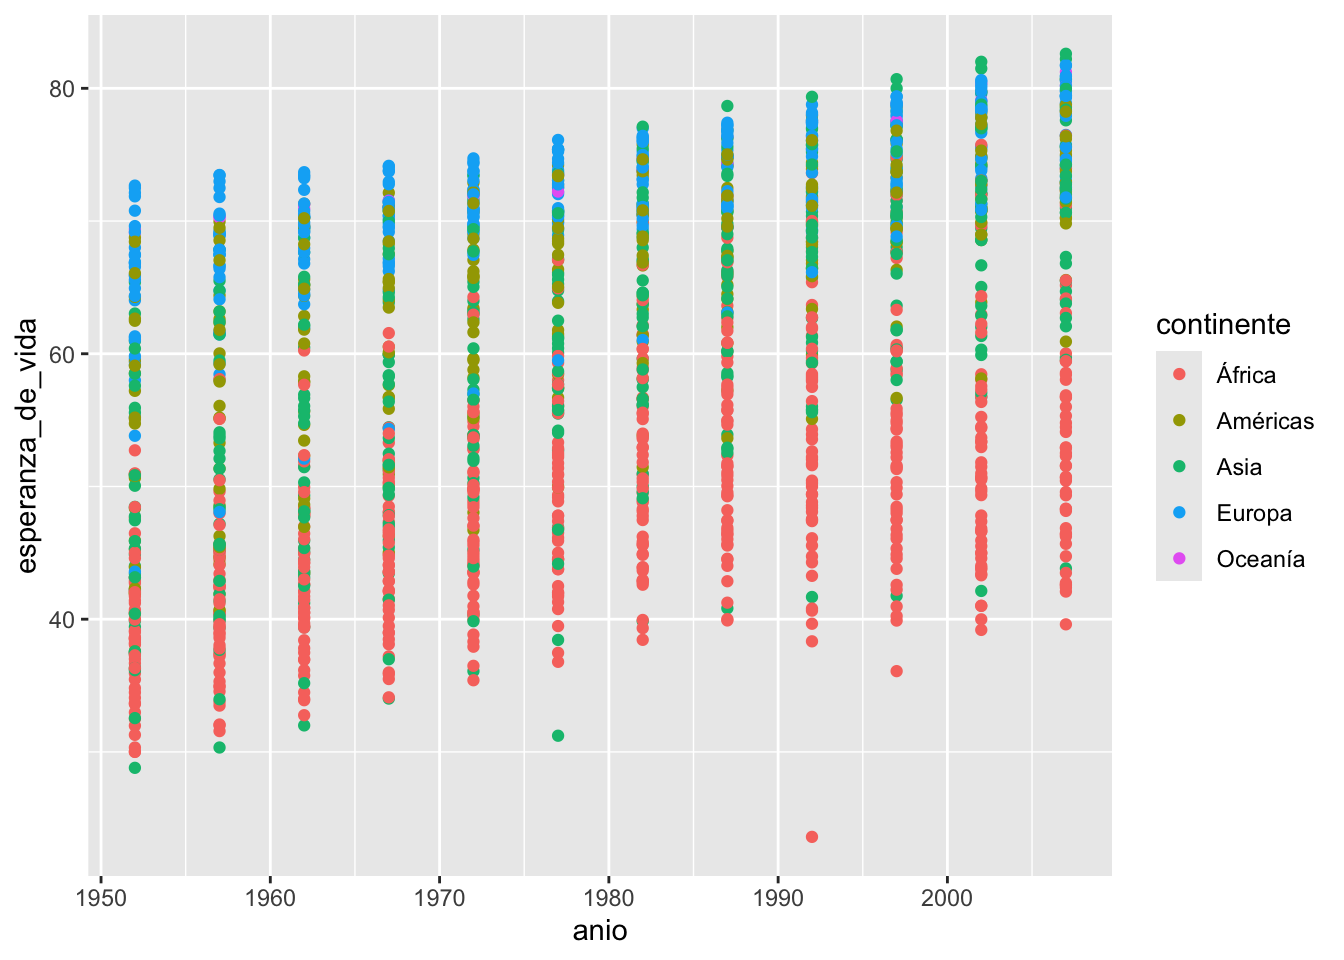 80
60
40
esperanza_de_vida
1950
1960
1970
1980
1990
2000
anio
continente
África
Américas
Asia
Europa
Oceanía